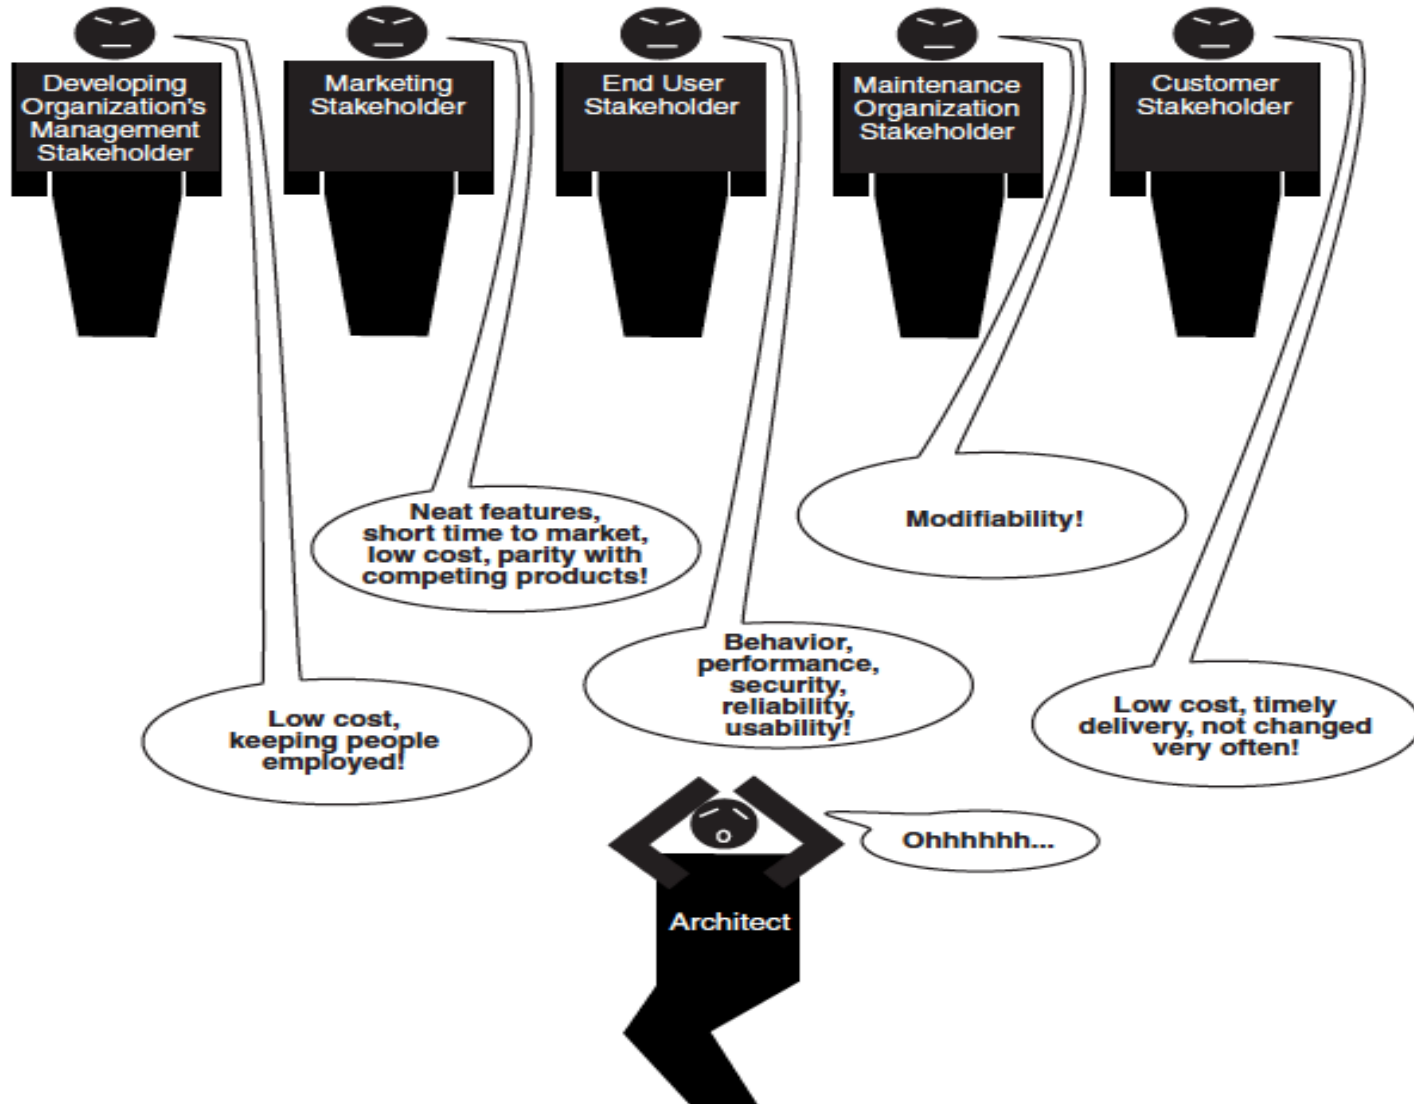 Developing
Organization's
Management
Stakeholder
Marketing
Stakeholder
End User
Stakeholder
Maintenance
Organization
Stakeholder
Customer
Stakeholder
Neat features,
short time to market,
low cost, parity with
competing products!
Modifiability!
Behavior,
performance,
security,
reliability,
usability!
Low cost,
keeping people
employed!
Low cost, timely
delivery, not changed
very often!
Ohhhhhh...
Architect